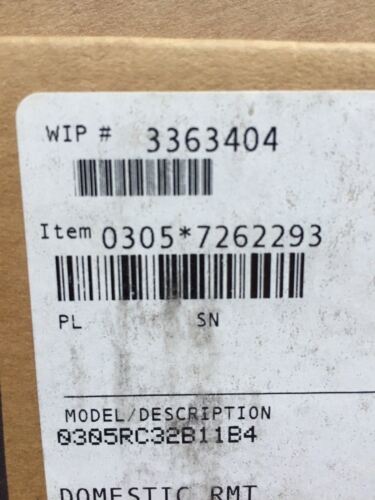 WIP # 3363404
Item 0305*7262293
PL SN
MODEL/DESCRIPTION
0305RC32B11B4
DOMESTIC RMT